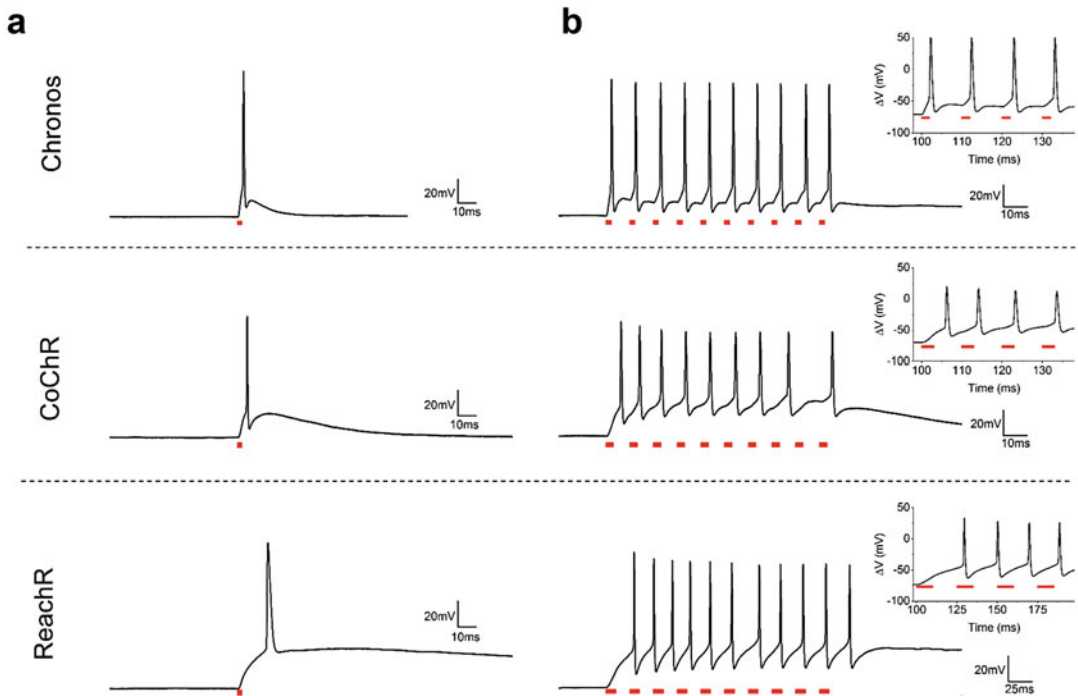 a
b
Chronos
20mV
10ms
20mV
10ms
50
0
-50
-100
ΔV (mV)
100
110
120
130
Time (ms)
CoChR
20mV
10ms
20mV
10ms
50
0
-50
-100
ΔV (mV)
100
110
120
130
Time (ms)
ReachR
20mV
10ms
20mV
25ms
50
0
-50
-100
ΔV (mV)
100
125
150
175
Time (ms)